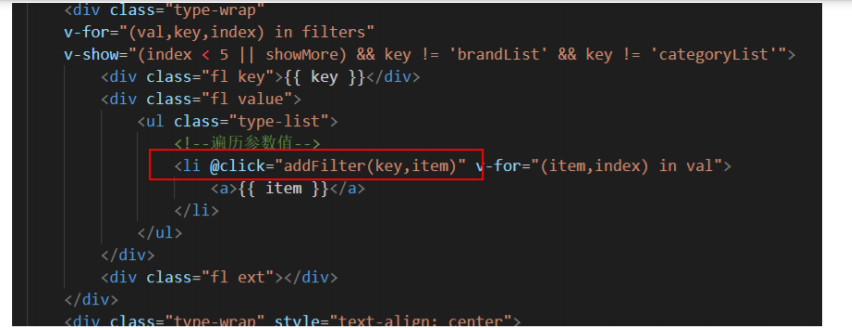 <div class="type-wrap"
v-for="(val,key,index) in filters"
v-show="(index < 5 || showMore) && key != 'brandList' && key != 'categoryList'">
<div class="fl key">{{ key }}</div>
<div class="fl value">
<ul class="type-list">
<!--遍历参数值-->
<li @click="addFilter(key,item)" v-for="(item,index) in val">
<a>{{ item }}</a>
</li>
</ul>
</div>
<div class="fl ext"></div>
</div>
<div class="type-wrap" style="text-align: center">